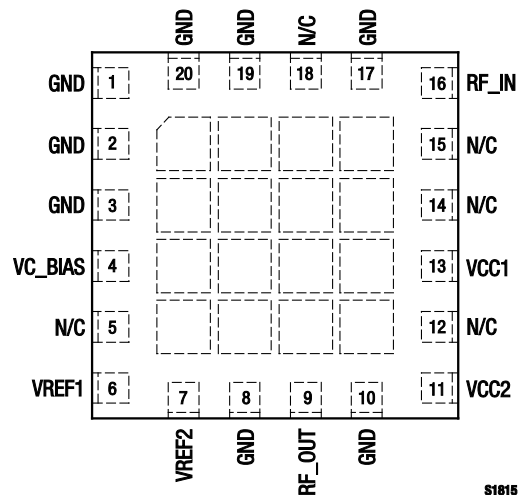 GND GND N/C GND
20 19 18 17
GND 1 16 RF_IN
GND 2 15 N/C
GND 3 14 N/C
VC_BIAS 4 13 VCC1
N/C 5 12 N/C
VREF1 6 11 VCC2
7 8 9 10
VREF2 GND RF_OUT GND
S1815